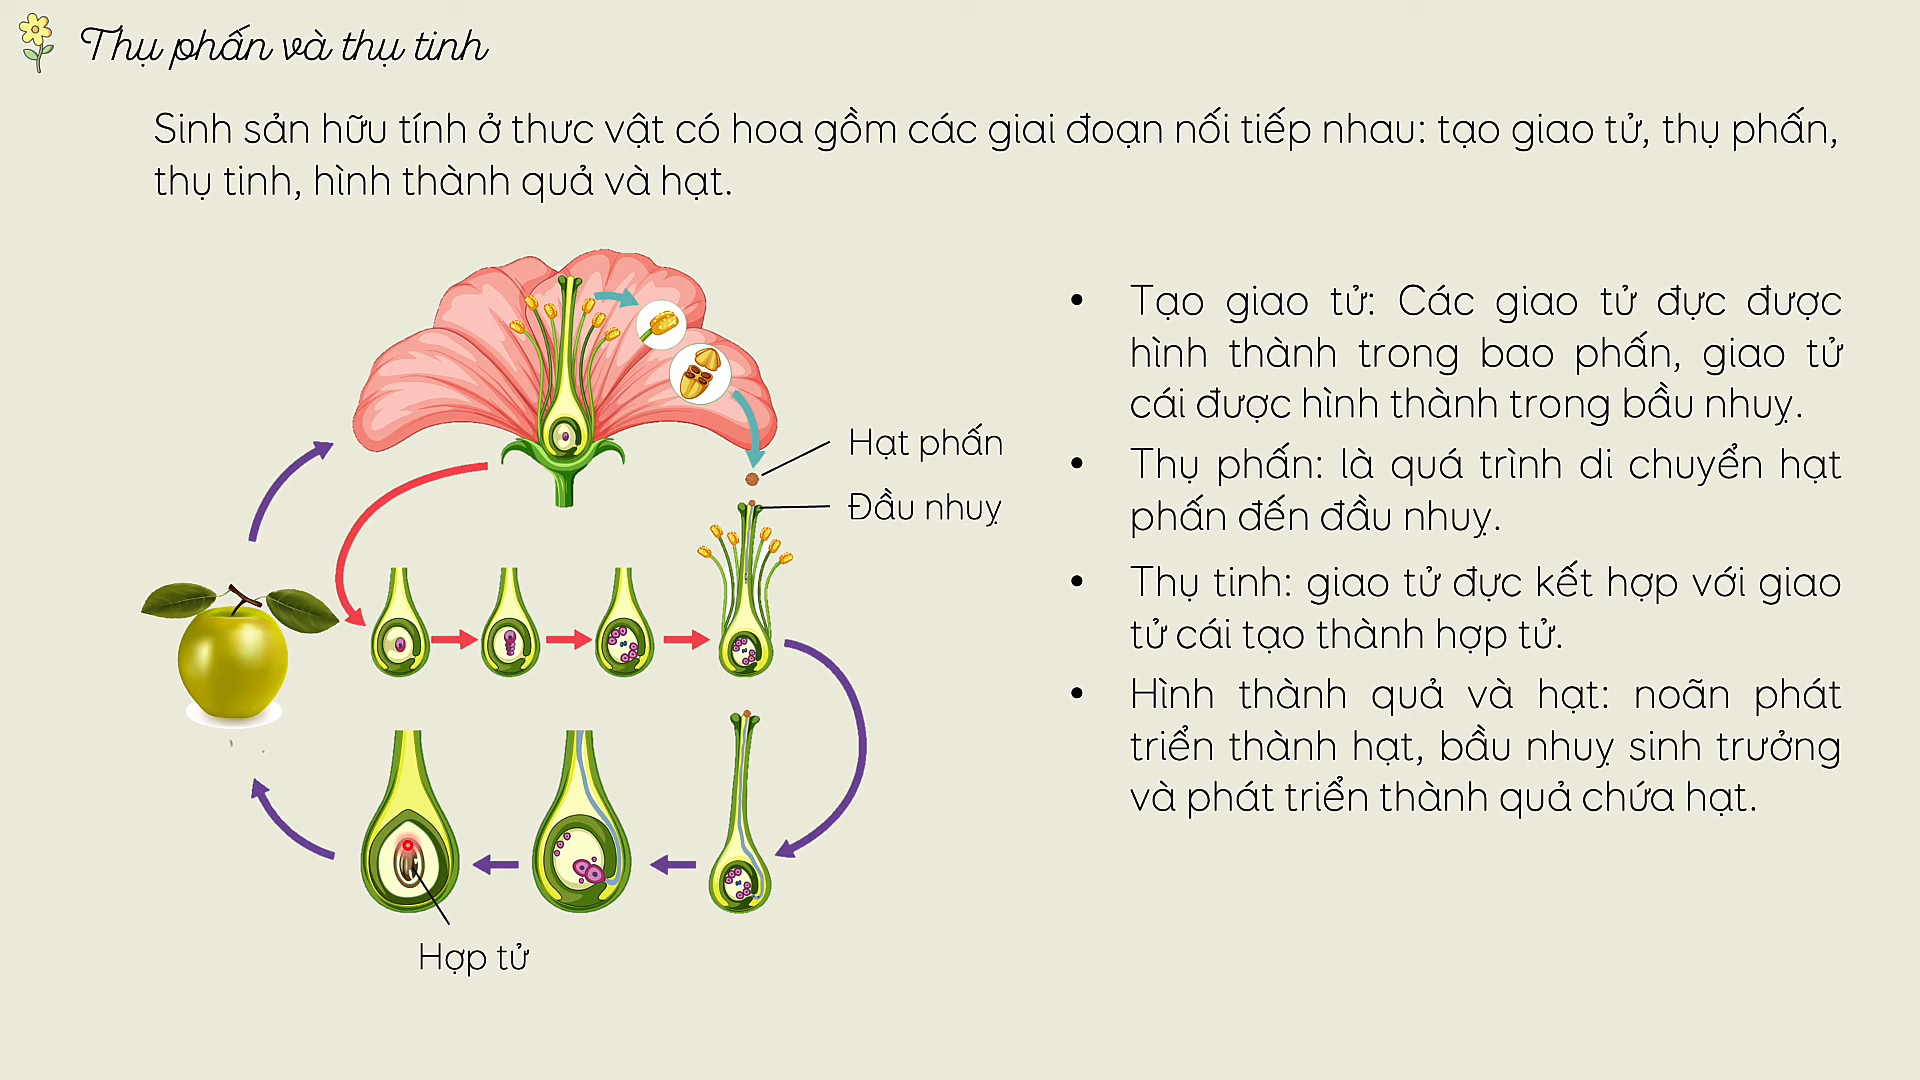 Thụ phấn và thụ tinh
Sinh sản hữu tính ở thưc vật có hoa gồm các giai đoạn nối tiếp nhau: tạo giao tử, thụ phấn,
thụ tinh, hình thành quả và hạt.
Hạt phấn
Đầu nhuỵ
Hợp tử
• Tạo giao tử: Các giao tử đực được
hình thành trong bao phấn, giao tử
cái được hình thành trong bầu nhuỵ.
• Thụ phấn: là quá trình di chuyển hạt
phấn đến đầu nhuỵ.
• Thụ tinh: giao tử đực kết hợp với giao
tử cái tạo thành hợp tử.
• Hình thành quả và hạt: noãn phát
triển thành hạt, bầu nhuỵ sinh trưởng
và phát triển thành quả chứa hạt.